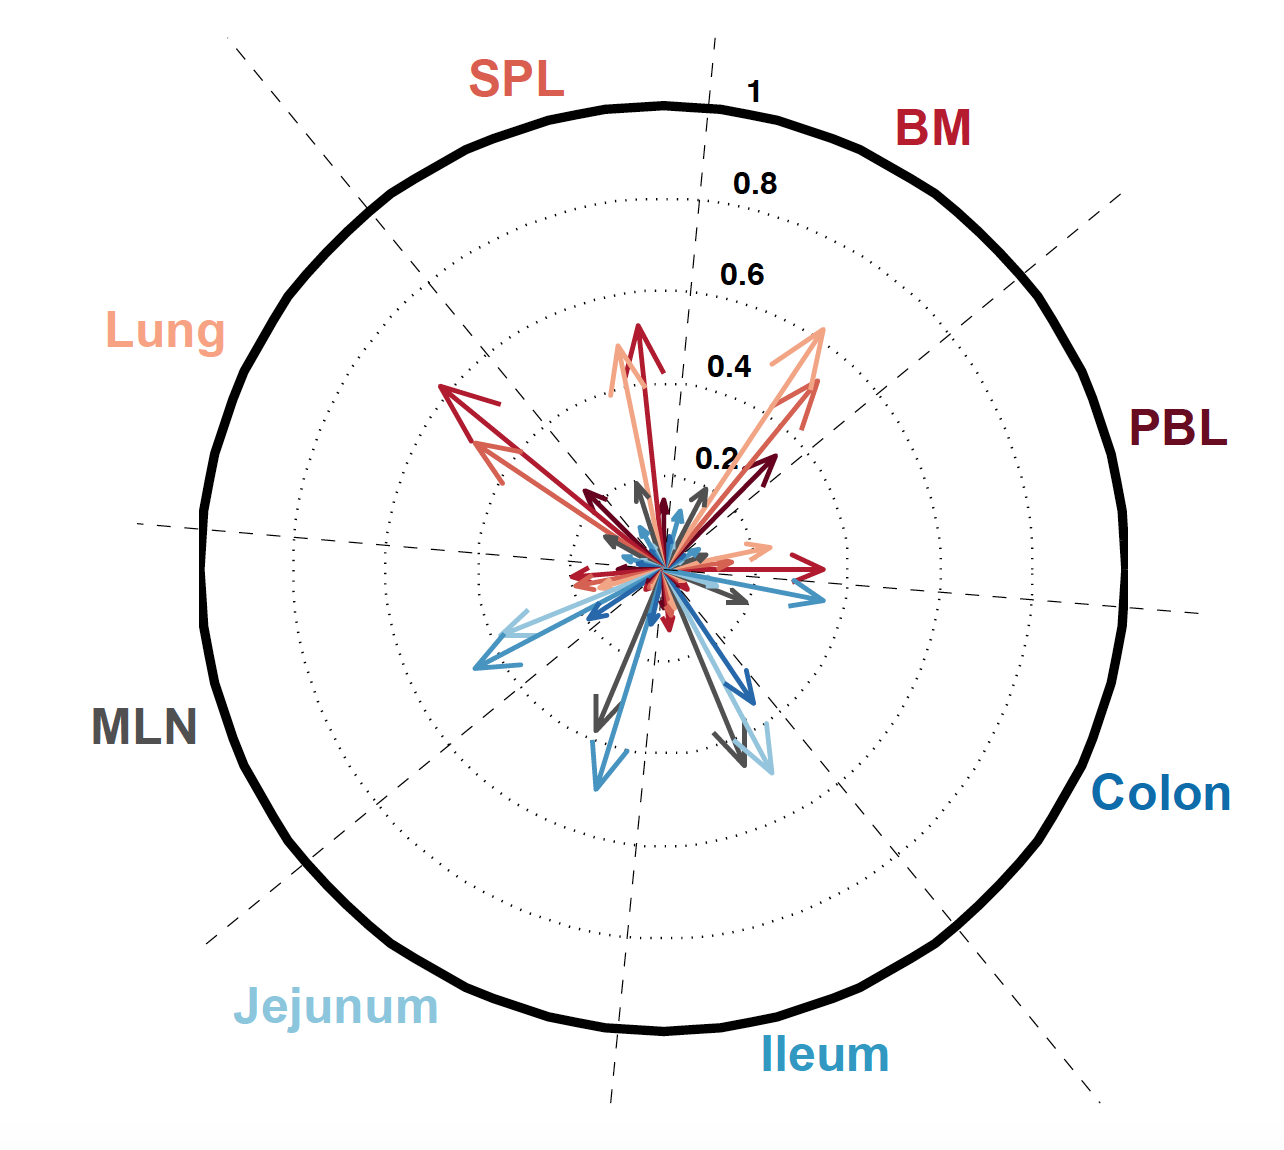 SPL
1
BM
0.8
0.6
Lung
0.4
PBL
0.2
MLN
Colon
Jejunum
Ileum